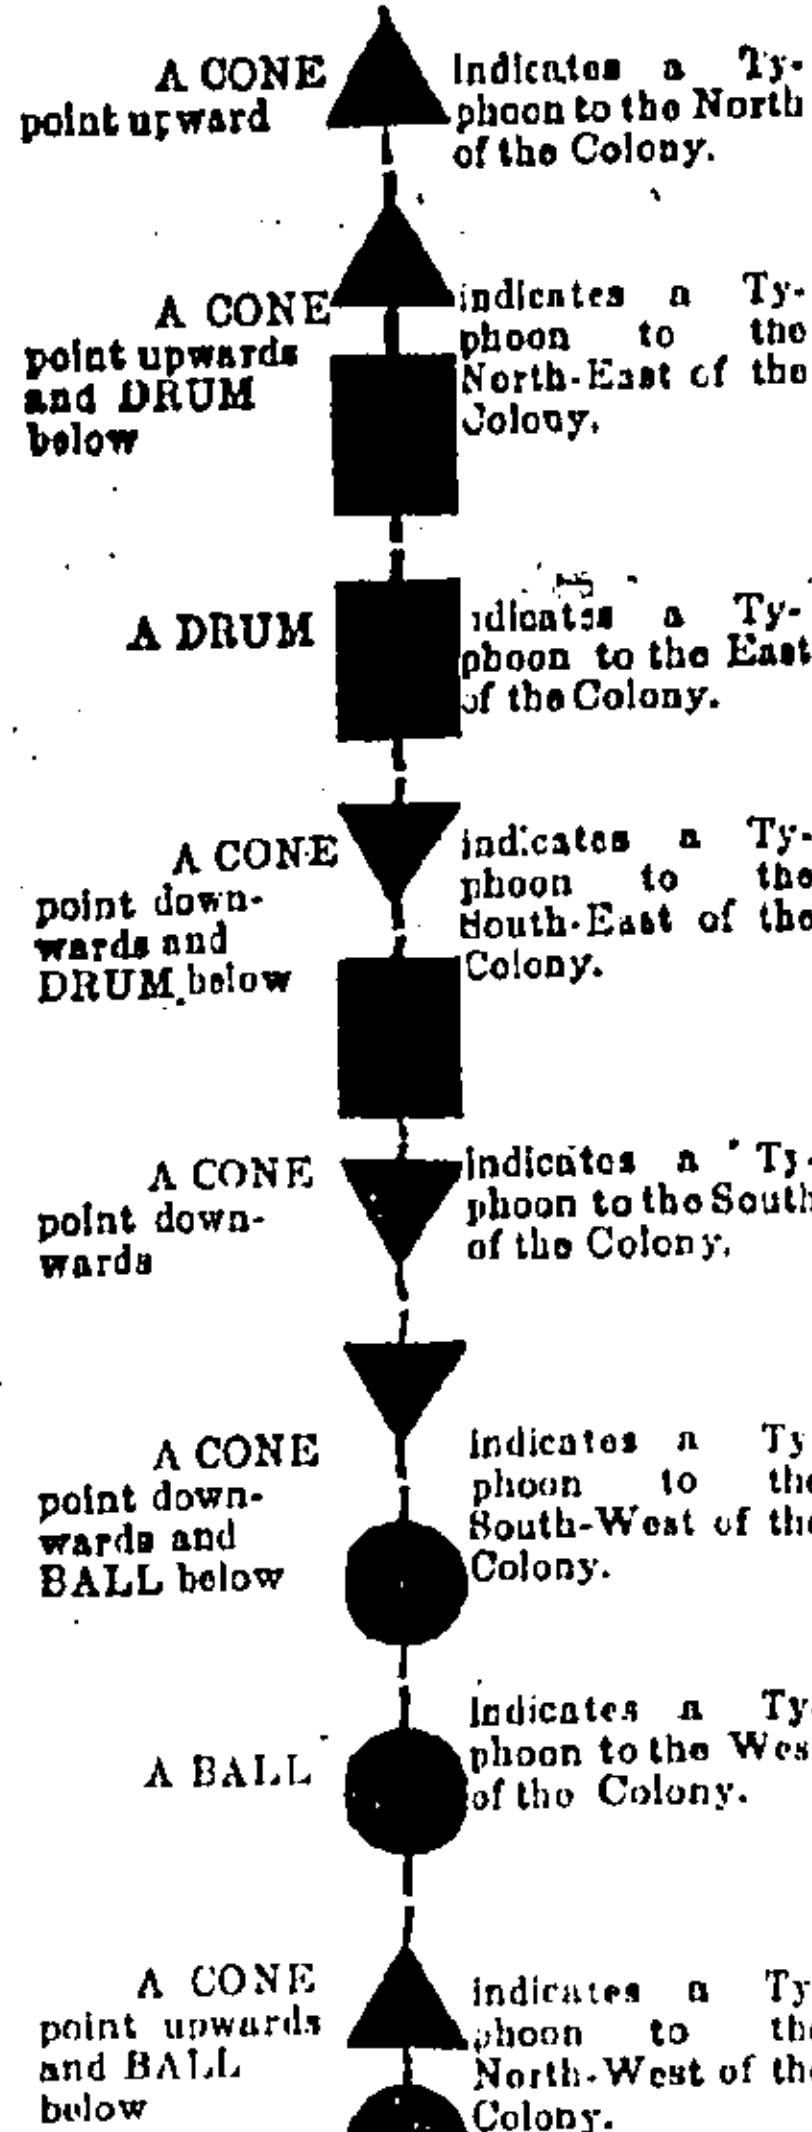 A CONE
point upward
indicates a Ty-
phoon to the North
of the Colony.
A CONE
point upwards
and DRUM
below
indicates a Ty-
phoon to the
North-East of the
Colony.
A DRUM
indicates a Ty-
phoon to the East
of the Colony.
A CONE
point down-
wards and
DRUM below
indicates a Ty-
phoon to the
South-East of the
Colony.
A CONE
point down-
wards
indicates a Ty-
phoon to the South
of the Colony.
A CONE
point down-
wards and
BALL below
indicates a Ty
phoon to the
South-West of the
Colony.
A BALL
indicates a Ty
phoon to the Wes
of the Colony.
A CONE
point upwards
and BALL
below
indicates a Ty
phoon to the
North-West of the
Colony.